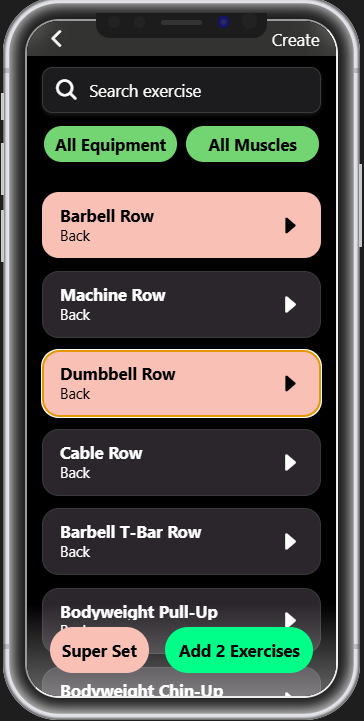 Create
Search exercise
All Equipment All Muscles
Barbell Row
Back
Machine Row
Back
Dumbbell Row
Back
Cable Row
Back
Barbell T-Bar Row
Back
Bodyweight Pull-Up
Super Set Add 2 Exercises
Bodyweight Chin-Up